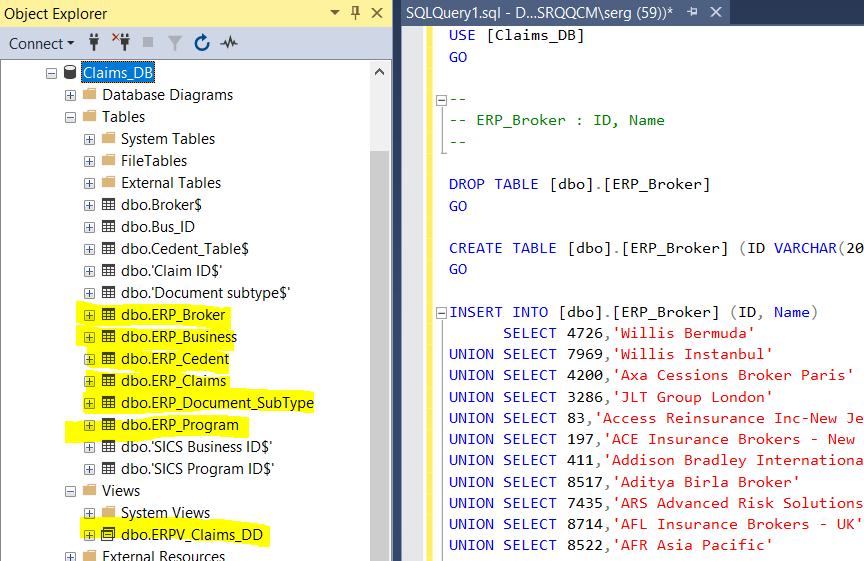 Object Explorer
Connect
Claims_DB
Database Diagrams
Tables
System Tables
FileTables
External Tables
dbo.Broker$
dbo.Bus_ID
dbo.Cedent_Table$
dbo.'Claim ID$'
dbo.'Document subtype$'
dbo.ERP_Broker
dbo.ERP_Business
dbo.ERP_Cedent
dbo.ERP_Claims
dbo.ERP_Document_SubType
dbo.ERP_Program
dbo.'SICS Business ID$'
dbo.'SICS Program ID$'
Views
System Views
dbo.ERPV_Claims_DD
External Resources
SQLQuery1.sql - D...SRQQCM\serg (59))*
USE [Claims_DB]
GO
--
-- ERP_Broker : ID, Name
--
DROP TABLE [dbo].[ERP_Broker]
GO
CREATE TABLE [dbo].[ERP_Broker] (ID VARCHAR(20
GO
INSERT INTO [dbo].[ERP_Broker] (ID, Name)
SELECT 4726,'Willis Bermuda'
UNION SELECT 7969,'Willis Instanbul'
UNION SELECT 4200,'Axa Cessions Broker Paris'
UNION SELECT 3286,'JLT Group London'
UNION SELECT 83,'Access Reinsurance Inc-New Je
UNION SELECT 197,'ACE Insurance Brokers - New
UNION SELECT 411,'Addison Bradley Internationa
UNION SELECT 8517,'Aditya Birla Broker'
UNION SELECT 7435,'ARS Advanced Risk Solutions
UNION SELECT 8714,'AFL Insurance Brokers - UK'
UNION SELECT 8522,'AFR Asia Pacific'